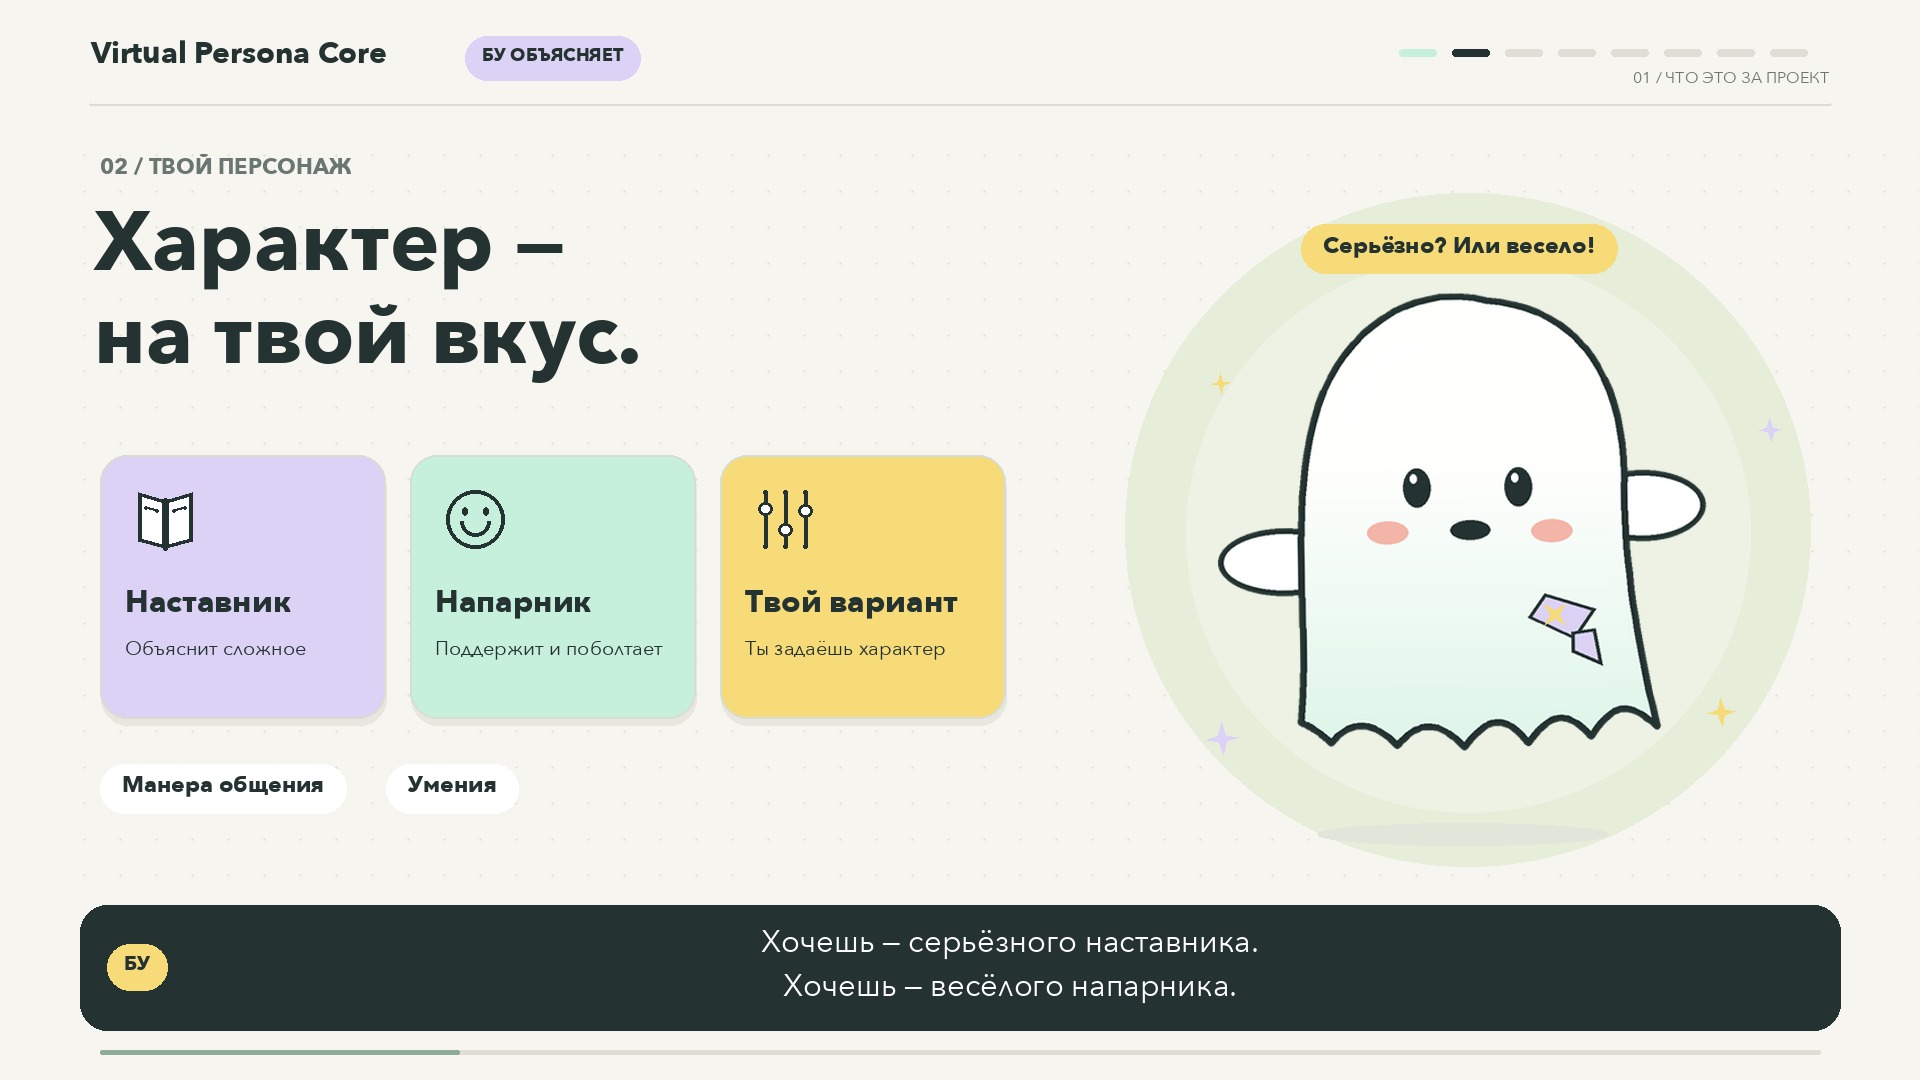 Virtual Persona Core
БУ ОБЪЯСНЯЕТ
01 / ЧТО ЭТО ЗА ПРОЕКТ
02 / ТВОЙ ПЕРСОНАЖ
Характер –
на твой вкус.
Серьёзно? Или весело!
Наставник
Объяснит сложное
Напарник
Поддержит и поболтает
Твой вариант
Ты задаёшь характер
Манера общения
Умения
БУ
Хочешь – серьёзного наставника.
Хочешь – весёлого напарника.